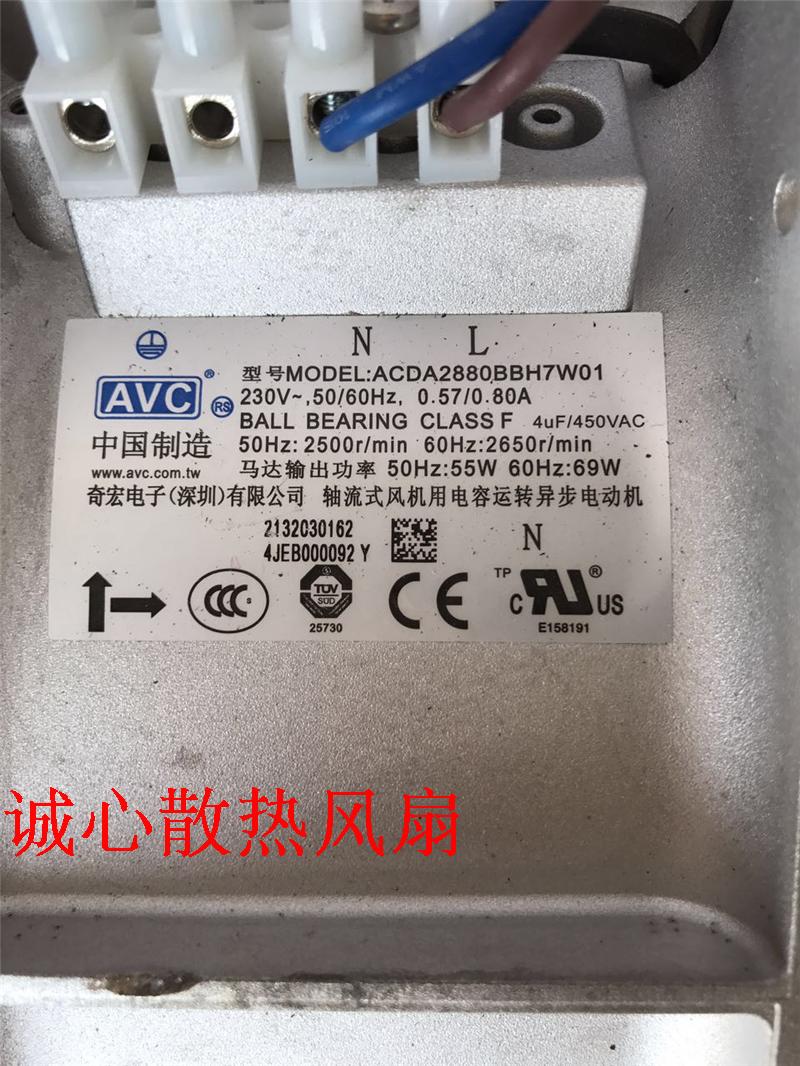 N L
型号MODEL:ACDA2880BBH7W01
AVC® RS
230V~,50/60Hz, 0.57/0.80A
BALL BEARING CLASS F 4uF/450VAC
中国制造
50Hz:2500r/min 60Hz:2650r/min
www.avc.com.tw
马达输出功率 50Hz:55W 60Hz:69W
奇宏电子(深圳)有限公司 轴流式风机用电容运转异步电动机
2132030162
4JEB000092 Y
N
CCC
TÜV
SÜD
25730
CE
TP
c RU® US
E158191
诚心散热风扇